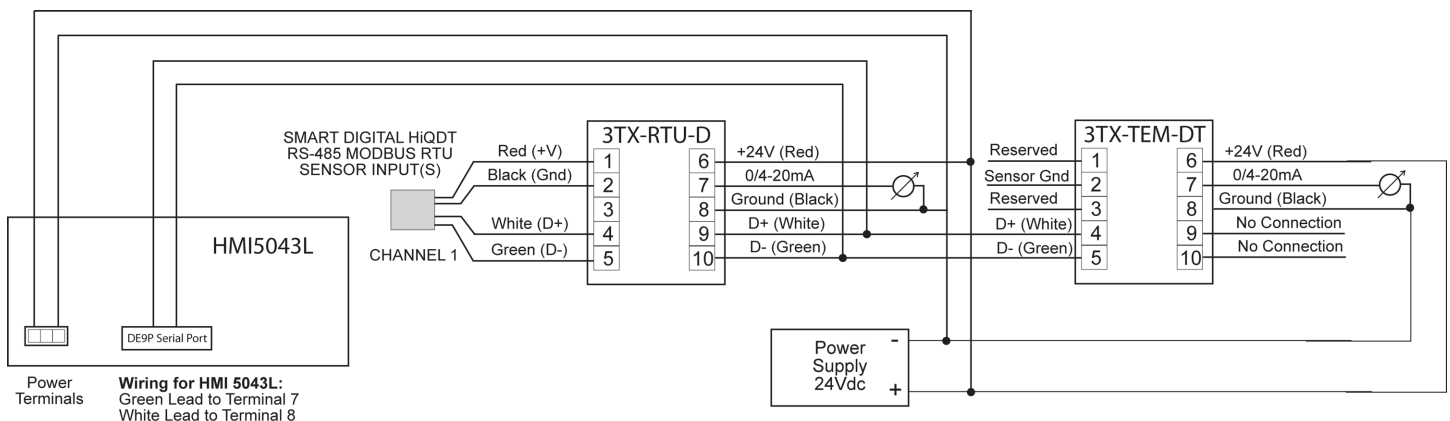 SMART DIGITAL HiQDT
RS-485 MODBUS RTU
SENSOR INPUT(S)
CHANNEL 1
Red (+V)
Black (Gnd)
White (D+)
Green (D-)
3TX-RTU-D
1
2
3
4
5
6
7
8
9
10
+24V (Red)
0/4-20mA
Ground (Black)
D+ (White)
D- (Green)
Reserved
Sensor Gnd
Reserved
D+ (White)
D- (Green)
3TX-TEM-DT
1
2
3
4
5
6
7
8
9
10
+24V (Red)
0/4-20mA
Ground (Black)
No Connection
No Connection
HMI5043L
DE9P Serial Port
Power
Terminals
Wiring for HMI 5043L:
Green Lead to Terminal 7
White Lead to Terminal 8
Power
Supply
24Vdc
-
+